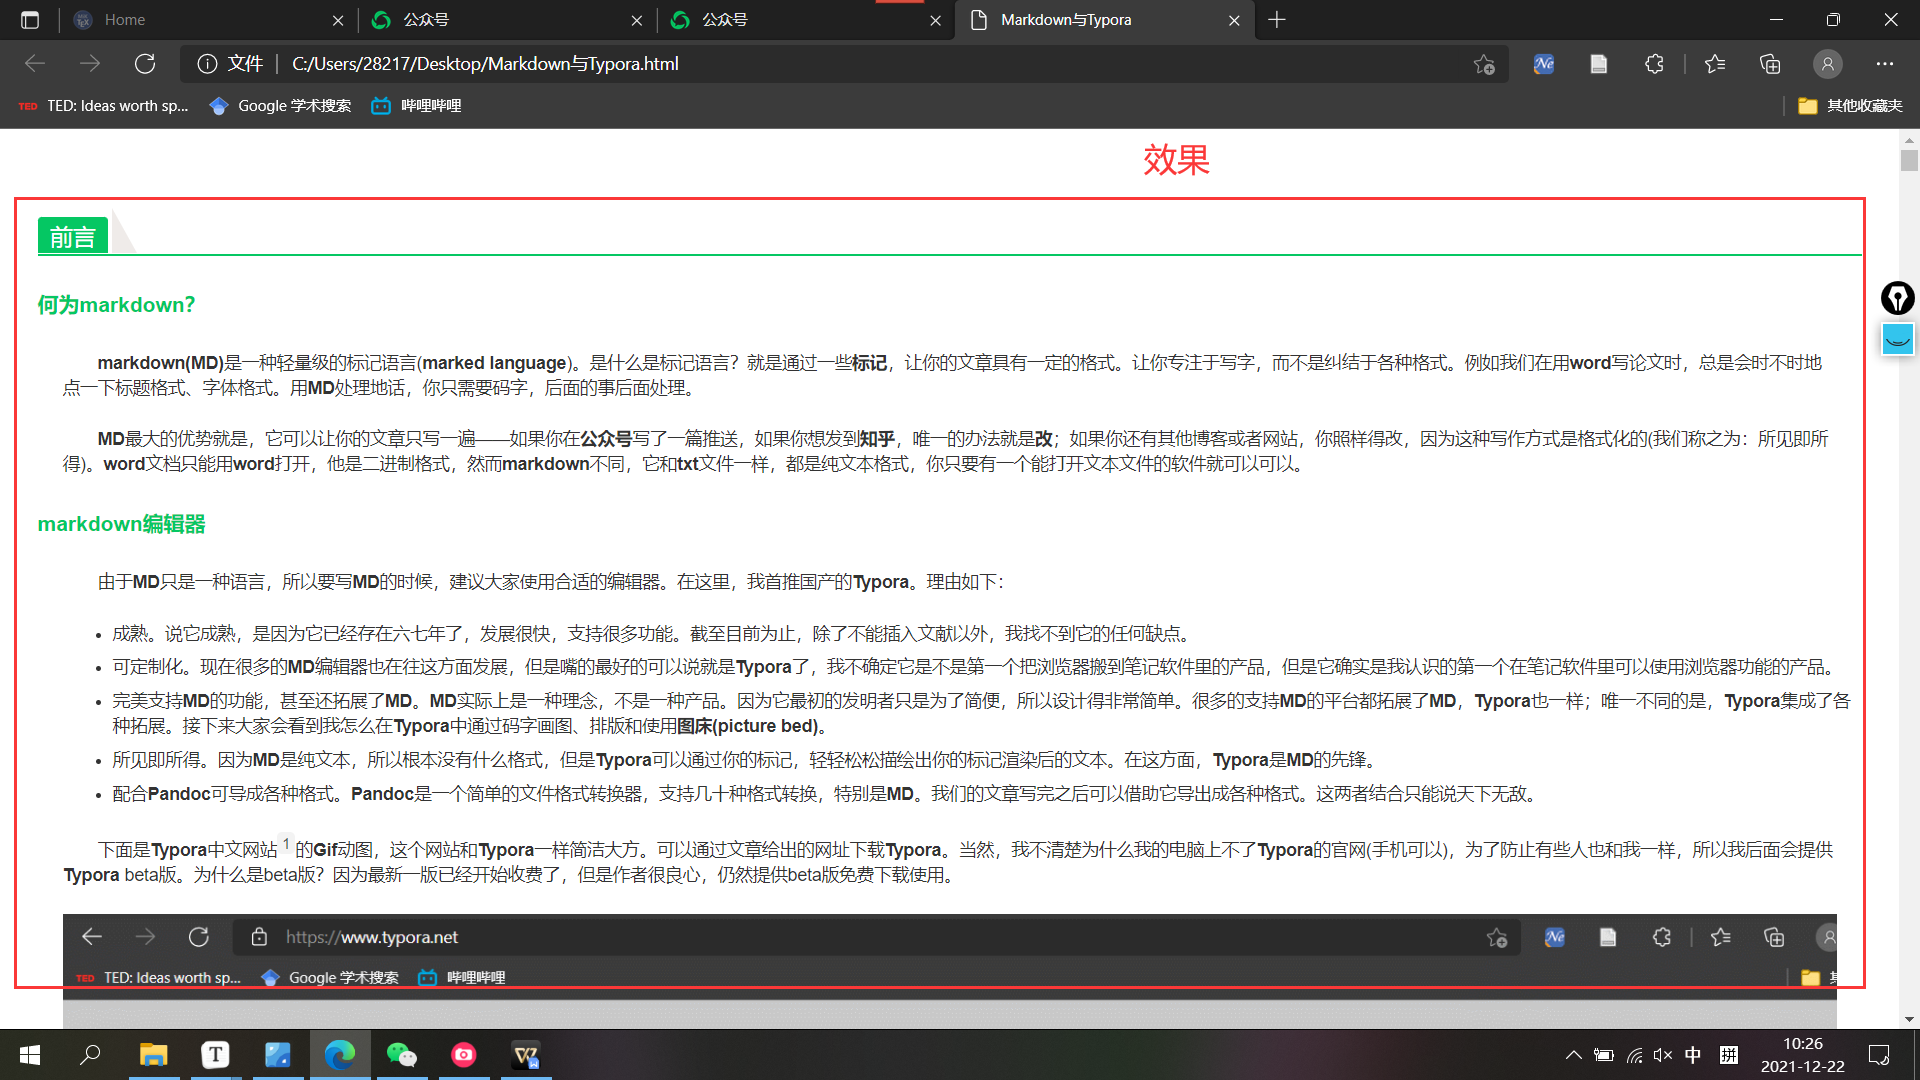 Home
公众号
公众号
Markdown与Typora
文件
C:/Users/28217/Desktop/Markdown与Typora.html
TED TED: Ideas worth sp...
Google 学术搜索
哔哩哔哩
其他收藏夹
效果
前言
何为markdown?
markdown(MD)是一种轻量级的标记语言(marked language)。是什么是标记语言？就是通过一些标记，让你的文章具有一定的格式。让你专注于写字，而不是纠结于各种格式。例如我们在用word写论文时，总是会时不时地
点一下标题格式、字体格式。用MD处理地话，你只需要码字，后面的事后面处理。
MD最大的优势就是，它可以让你的文章只写一遍——如果你在公众号写了一篇推送，如果你想发到知乎，唯一的办法就是改；如果你还有其他博客或者网站，你照样得改，因为这种写作方式是格式化的(我们称之为：所见即所
得)。word文档只能用word打开，他是二进制格式，然而markdown不同，它和txt文件一样，都是纯文本格式，你只要有一个能打开文本文件的软件就可以可以。
markdown编辑器
由于MD只是一种语言，所以要写MD的时候，建议大家使用合适的编辑器。在这里，我首推国产的Typora。理由如下：
• 成熟。说它成熟，是因为它已经存在六七年了，发展很快，支持很多功能。截至目前为止，除了不能插入文献以外，我找不到它的任何缺点。
• 可定制化。现在很多的MD编辑器也在往这方面发展，但是嘴的最好的可以说就是Typora了，我不确定它是不是第一个把浏览器搬到笔记软件里的产品，但是它确实是我认识的第一个在笔记软件里可以使用浏览器功能的产品。
• 完美支持MD的功能，甚至还拓展了MD。MD实际上是一种理念，不是一种产品。因为它最初的发明者只是为了简便，所以设计得非常简单。很多的支持MD的平台都拓展了MD，Typora也一样；唯一不同的是，Typora集成了各
种拓展。接下来大家会看到我怎么在Typora中通过码字画图、排版和使用图床(picture bed)。
• 所见即所得。因为MD是纯文本，所以根本没有什么格式，但是Typora可以通过你的标记，轻轻松松描绘出你的标记渲染后的文本。在这方面，Typora是MD的先锋。
• 配合Pandoc可导成各种格式。Pandoc是一个简单的文件格式转换器，支持几十种格式转换，特别是MD。我们的文章写完之后可以借助它导出成各种格式。这两者结合只能说天下无敌。
下面是Typora中文网站 1 的Gif动图，这个网站和Typora一样简洁大方。可以通过文章给出的网址下载Typora。当然，我不清楚为什么我的电脑上不了Typora的官网(手机可以)，为了防止有些人也和我一样，所以我后面会提供
Typora beta版。为什么是beta版？因为最新一版已经开始收费了，但是作者很良心，仍然提供beta版免费下载使用。
https://www.typora.net
TED TED: Ideas worth sp...
Google 学术搜索
哔哩哔哩
中
拼
10:26
2021-12-22